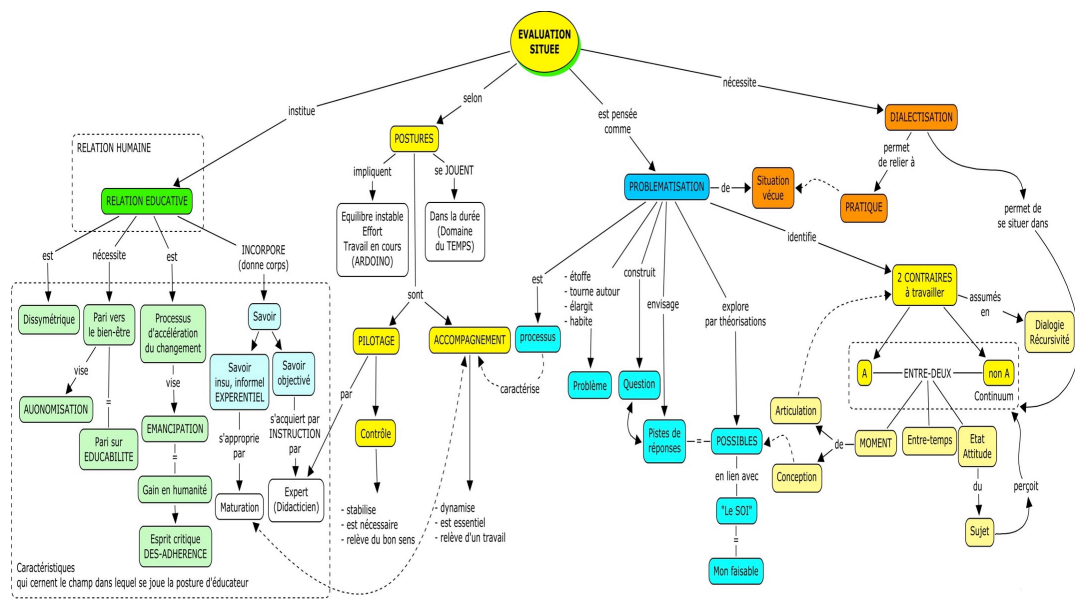 EVALUATION
SITUEE
institue
selon
est pensée
comme
nécessite
RELATION HUMAINE
RELATION EDUCATIVE
POSTURES
impliquent
se JOUENT
Equilibre instable
Effort
Travail en cours
(ARDOINO)
Dans la durée
(Domaine
du TEMPS)
PROBLEMATISATION
de
Situation
vécue
DIALECTISATION
permet
de relier à
PRATIQUE
permet de
se situer dans
est
nécessite
est
INCORPORE
(donne corps)
Dissymétrique
Pari vers
le bien-être
Processus
d'accélération
du changement
Savoir
vise
AUONOMISATION
=
Pari sur
EDUCABILITE
vise
EMANCIPATION
=
Gain en humanité
Esprit critique
DES-ADHERENCE
Savoir
insu, informel
EXPERENTIEL
Savoir
objectivé
s'approprie
par
s'acquiert par
INSTRUCTION
par
Maturation
Expert
(Didacticien)
Caractéristiques
qui cernent le champ dans lequel se joue la posture d'éducateur
sont
PILOTAGE
ACCOMPAGNEMENT
par
Contrôle
- stabilise
- est nécessaire
- relève du bon sens
- dynamise
- est essentiel
- relève d'un travail
est
processus
caractérise
- étoffe
- tourne autour
- élargit
- habite
Problème
construit
Question
envisage
Pistes de
réponses
=
explore
par théorisations
POSSIBLES
en lien avec
"Le SOI"
=
Mon faisable
identifie
2 CONTRAIRES
à travailler
assumés
en
Dialogie
Récursivité
A
ENTRE-DEUX
non A
Continuum
Articulation
de
MOMENT
Entre-temps
Etat
Attitude
Conception
du
Sujet
perçoit